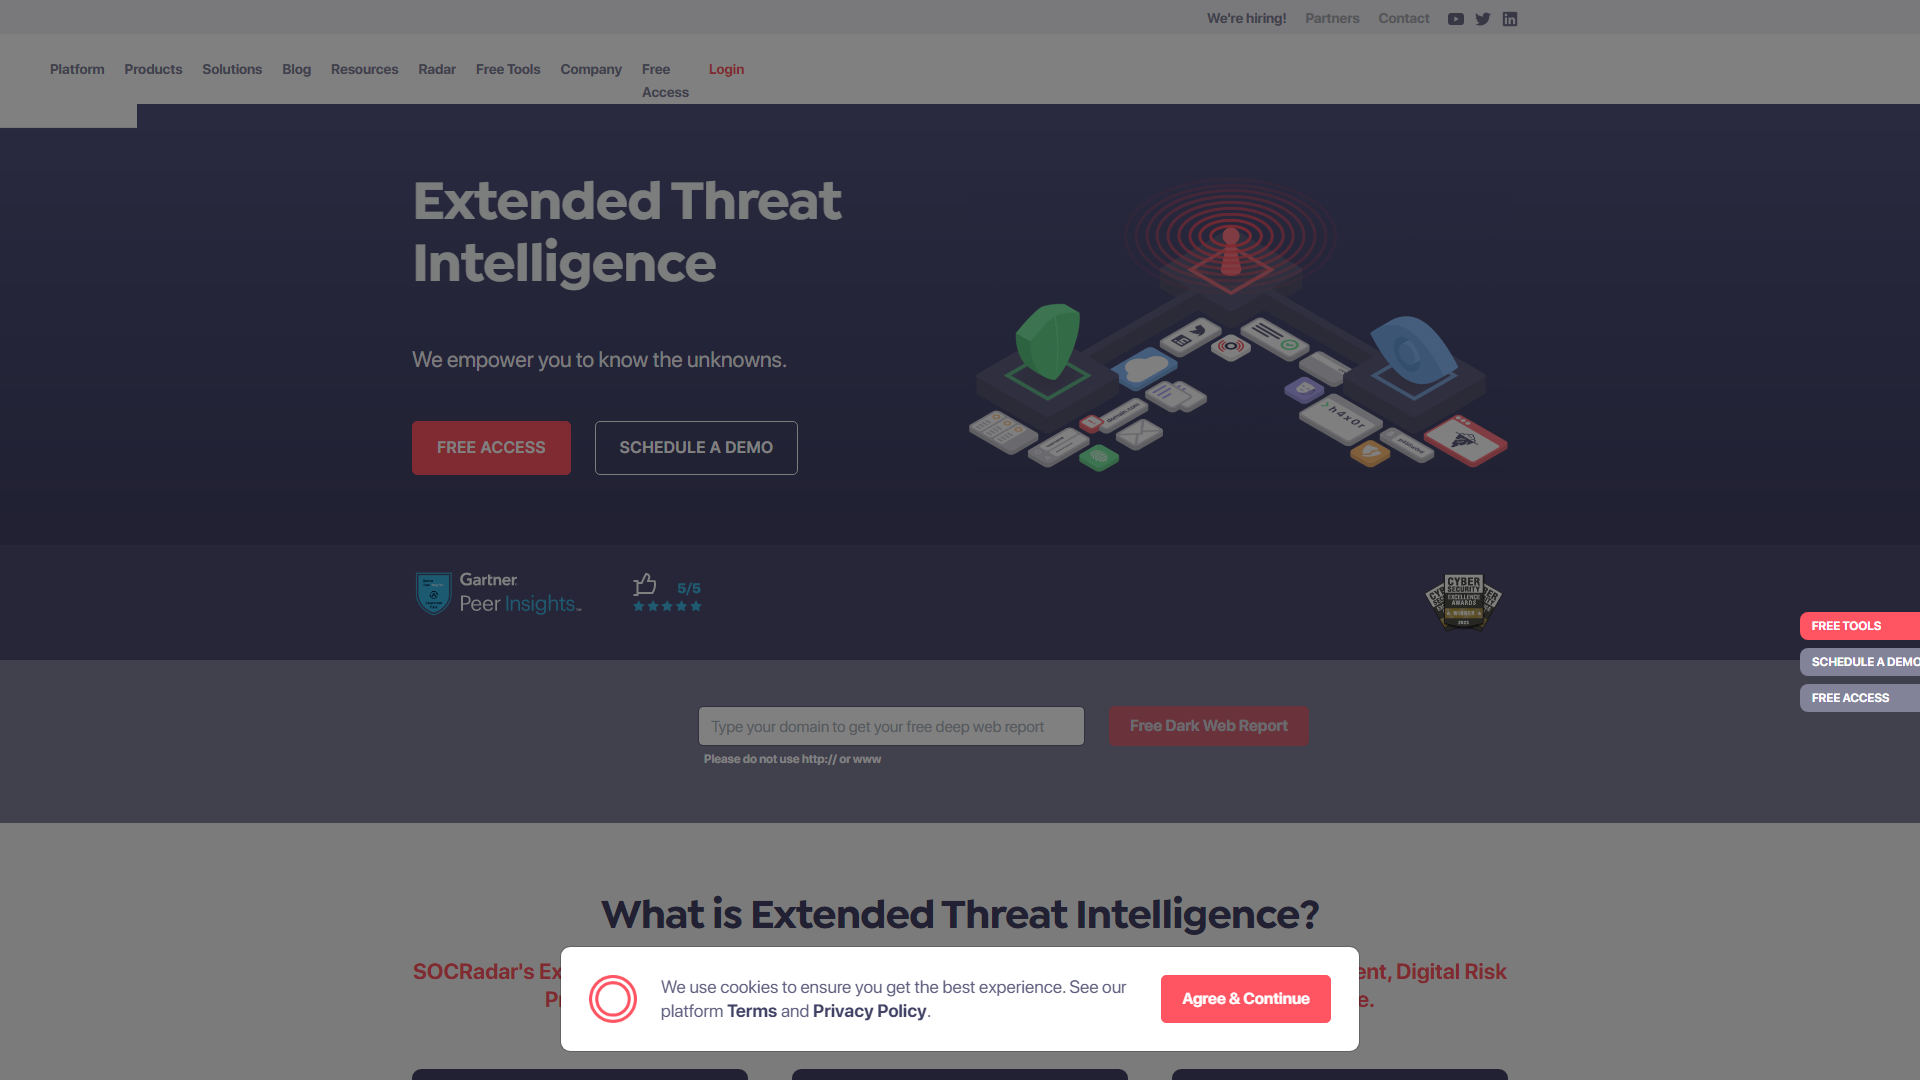 We're hiring! Partners Contact
Platform Products Solutions Blog Resources Radar Free Tools Company Free Access Login
Extended Threat
Intelligence
We empower you to know the unknowns.
FREE ACCESS SCHEDULE A DEMO
domain.com
h4x0r
Gartner
Peer Insights
5/5
CYBER
SECURITY
EXCELLENCE
AWARDS
WINNER
2023
FREE TOOLS
SCHEDULE A DEMO
FREE ACCESS
Type your domain to get your free deep web report Free Dark Web Report
Please do not use http:// or www
What is Extended Threat Intelligence?
SOCRadar's Ex
ent, Digital Risk
We use cookies to ensure you get the best experience. See our
platform Terms and Privacy Policy.
Agree & Continue